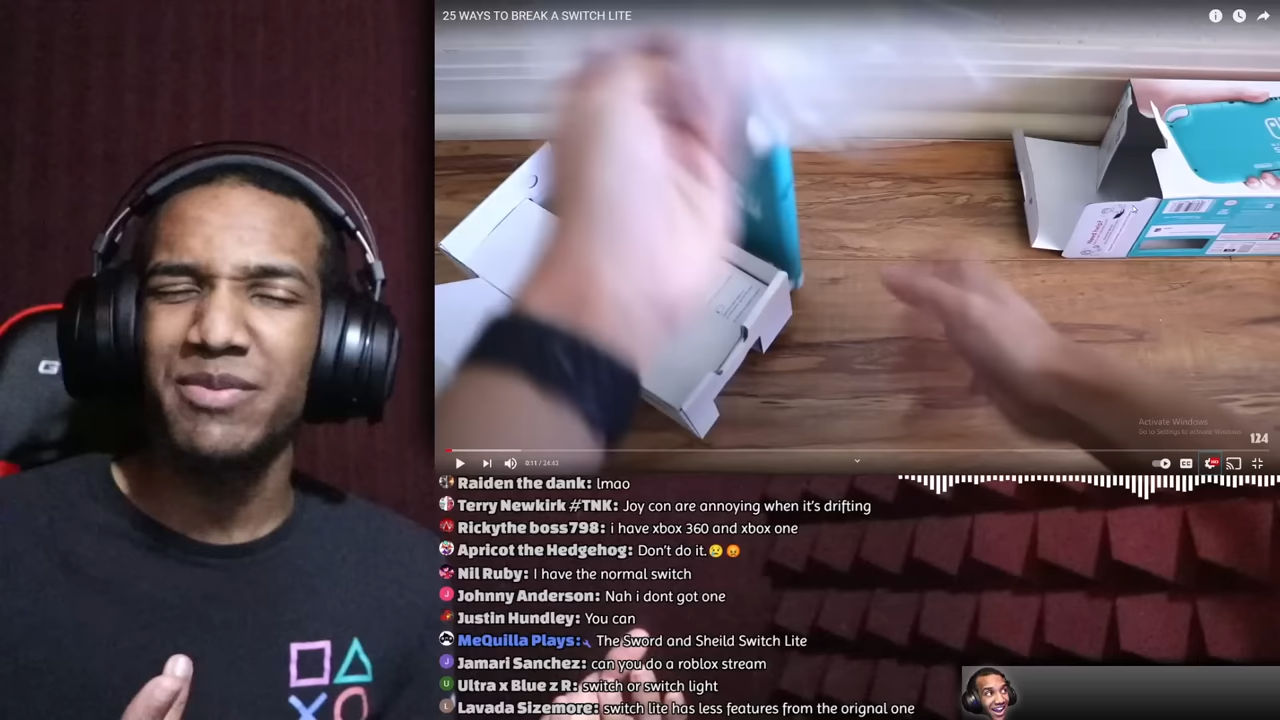 25 WAYS TO BREAK A SWITCH LITE
Need help?
Activate Windows
Go to Settings to activate Windows.
124
0:11 / 24:43
CC
G
Raiden the dank: lmao
Terry Newkirk #TNK: Joy con are annoying when it's drifting
Rickythe boss798: i have xbox 360 and xbox one
Apricot the Hedgehog: Don't do it.😢😡
Nil Ruby: I have the normal switch
J Johnny Anderson: Nah i dont got one
Justin Hundley: You can
MeQuilla Plays: The Sword and Sheild Switch Lite
J Jamari Sanchez: can you do a roblox stream
U Ultra x Blue z R: switch or switch light
L Lavada Sizemore: switch lite has less features from the orignal one